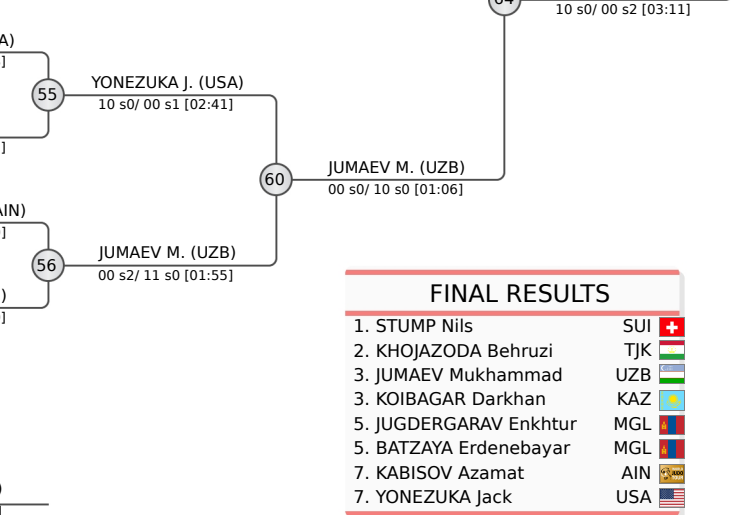 10 s0/ 00 s2 [03:11]
A)
]
55
YONEZUKA J. (USA)
10 s0/ 00 s1 [02:41]
]
60
JUMAEV M. (UZB)
00 s0/ 10 s0 [01:06]
AIN)
]
56
JUMAEV M. (UZB)
00 s2/ 11 s0 [01:55]
)
]
FINAL RESULTS
1. STUMP Nils SUI
2. KHOJAZODA Behruzi TJK
3. JUMAEV Mukhammad UZB
3. KOIBAGAR Darkhan KAZ
5. JUGDERGARAV Enkhtur MGL
5. BATZAYA Erdenebayar MGL
7. KABISOV Azamat AIN
7. YONEZUKA Jack USA
)